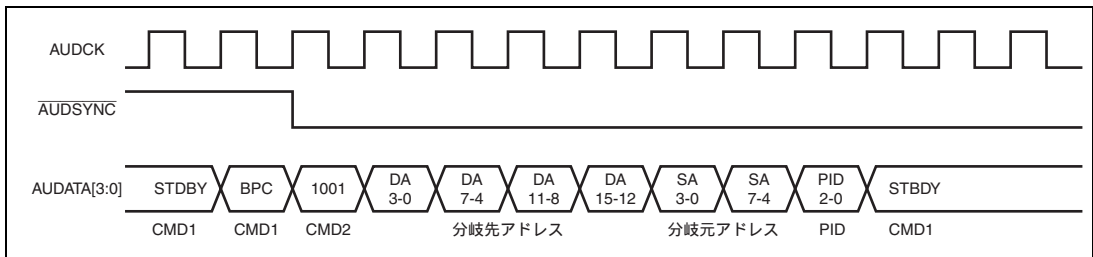 AUDCK
AUDSYNC
AUDATA[3:0] STDBY BPC 1001 DA 3-0 DA 7-4 DA 11-8 DA 15-12 SA 3-0 SA 7-4 PID 2-0 STBDY
CMD1 CMD1 CMD2 分岐先アドレス 分岐元アドレス PID CMD1